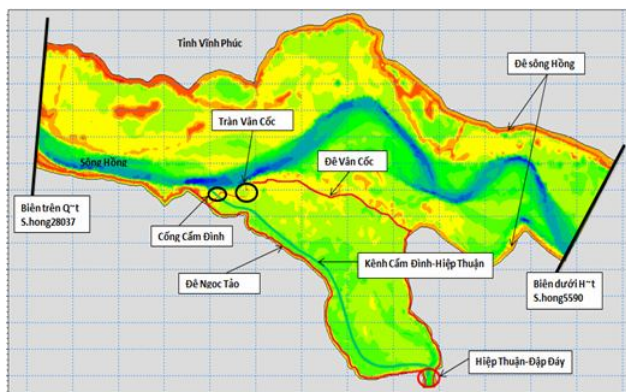 Tỉnh Vĩnh Phúc
Đê sông Hồng
Tràn Vân Cốc
Đê Vân Cốc
Sông Hồng
Biên trên Q~t
S.hong28037
Cống Cẩm Đình
Kênh Cẩm Đình-Hiệp Thuận
Đê Ngọc Tảo
Biên dưới H~t
S.hong5590
Hiệp Thuận-Đập Đáy